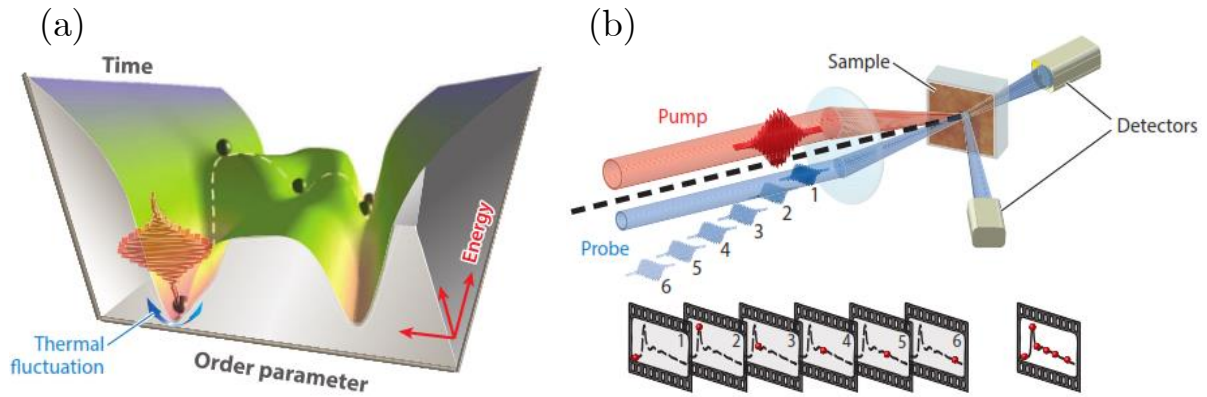 (a)
Time
Energy
Thermal
fluctuation
Order parameter
(b)
Sample
Pump
Detectors
1
2
3
4
5
6
Probe
1
2
3
4
5
6